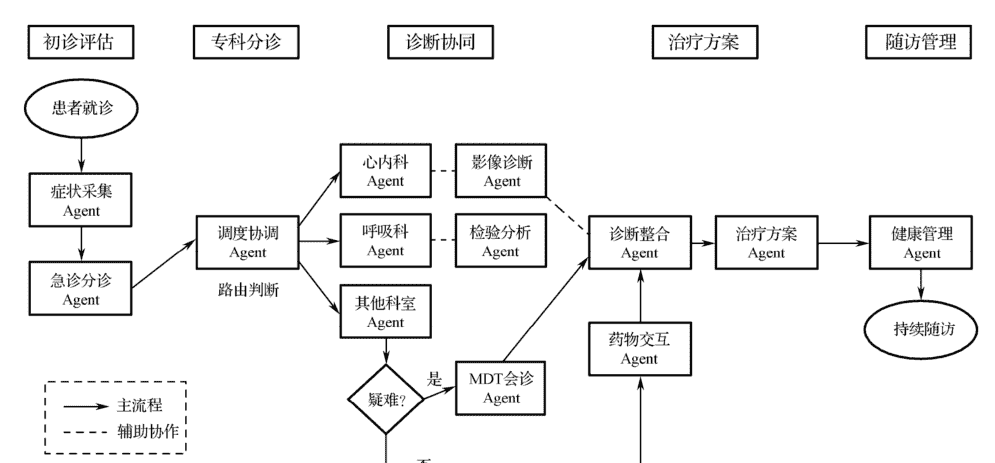 初诊评估
专科分诊
诊断协同
治疗方案
随访管理
患者就诊
症状采集
Agent
急诊分诊
Agent
调度协调
Agent
路由判断
心内科
Agent
影像诊断
Agent
呼吸科
Agent
检验分析
Agent
其他科室
Agent
疑难?
是
MDT会诊
Agent
诊断整合
Agent
治疗方案
Agent
健康管理
Agent
药物交互
Agent
持续随访
主流程
辅助协作